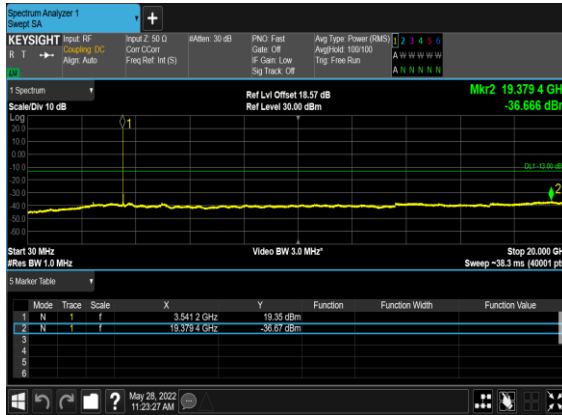 Spectrum Analyzer 1
Swept SA
+
KEYSIGHT Input: RF Input Z: 50 Ω #Atten: 30 dB PNO: Fast Avg Type: Power (RMS) 1 2 3 4 5 6
R T Coupling: DC Corr CCorr Gate: Off Avg|Hold: 100/100 A W W W W W
Align: Auto Freq Ref: Int (S) IF Gain: Low Trig: Free Run
Sig Track: Off A N N N N N
1 Spectrum
Scale/Div 10 dB
Ref Lvl Offset 18.57 dB
Ref Level 30.00 dBm
Mkr2 19.379 4 GH
-36.666 dB
Log
20.0
10.0
0.00
-10.0
-20.0
-30.0
-40.0
-50.0
-60.0
1
DL1 -13.00 dB
2
Start 30 MHz Video BW 3.0 MHz* Stop 20.000 GH
#Res BW 1.0 MHz Sweep ~38.3 ms (40001 pt
5 Marker Table
Mode Trace Scale X Y Function Function Width Function Value
1 N 1 f 3.541 2 GHz 19.35 dBm
2 N 1 f 19.379 4 GHz -36.67 dBm
3
4
5
6
?
May 28, 2022
11:23:27 AM